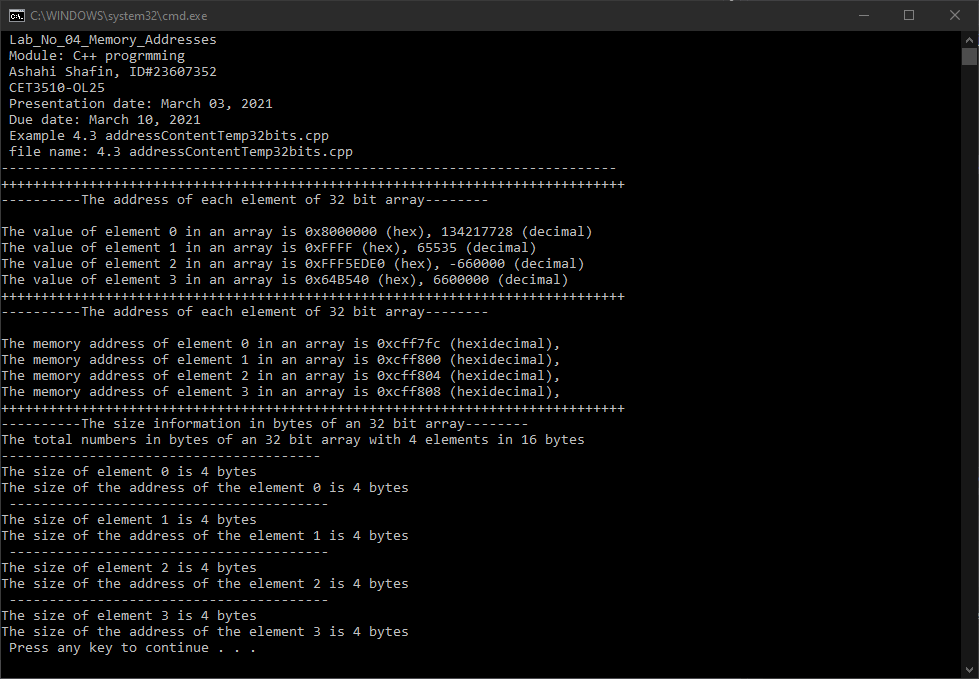 C:\WINDOWS\system32\cmd.exe
Lab_No_04_Memory_Addresses
Module: C++ progrmming
Ashahi Shafin, ID#23607352
CET3510-OL25
Presentation date: March 03, 2021
Due date: March 10, 2021
Example 4.3 addressContentTemp32bits.cpp
file name: 4.3 addressContentTemp32bits.cpp
-----------------------------------------------------------------------------
++++++++++++++++++++++++++++++++++++++++++++++++++++++++++++++++++++++++++++++
----------The address of each element of 32 bit array--------
The value of element 0 in an array is 0x8000000 (hex), 134217728 (decimal)
The value of element 1 in an array is 0xFFFF (hex), 65535 (decimal)
The value of element 2 in an array is 0xFFF5EDE0 (hex), -660000 (decimal)
The value of element 3 in an array is 0x64B540 (hex), 6600000 (decimal)
++++++++++++++++++++++++++++++++++++++++++++++++++++++++++++++++++++++++++++++
----------The address of each element of 32 bit array--------
The memory address of element 0 in an array is 0xcff7fc (hexidecimal),
The memory address of element 1 in an array is 0xcff800 (hexidecimal),
The memory address of element 2 in an array is 0xcff804 (hexidecimal),
The memory address of element 3 in an array is 0xcff808 (hexidecimal),
++++++++++++++++++++++++++++++++++++++++++++++++++++++++++++++++++++++++++++++
----------The size information in bytes of an 32 bit array--------
The total numbers in bytes of an 32 bit array with 4 elements in 16 bytes
----------------------------------------
The size of element 0 is 4 bytes
The size of the address of the element 0 is 4 bytes
----------------------------------------
The size of element 1 is 4 bytes
The size of the address of the element 1 is 4 bytes
----------------------------------------
The size of element 2 is 4 bytes
The size of the address of the element 2 is 4 bytes
----------------------------------------
The size of element 3 is 4 bytes
The size of the address of the element 3 is 4 bytes
Press any key to continue . . .